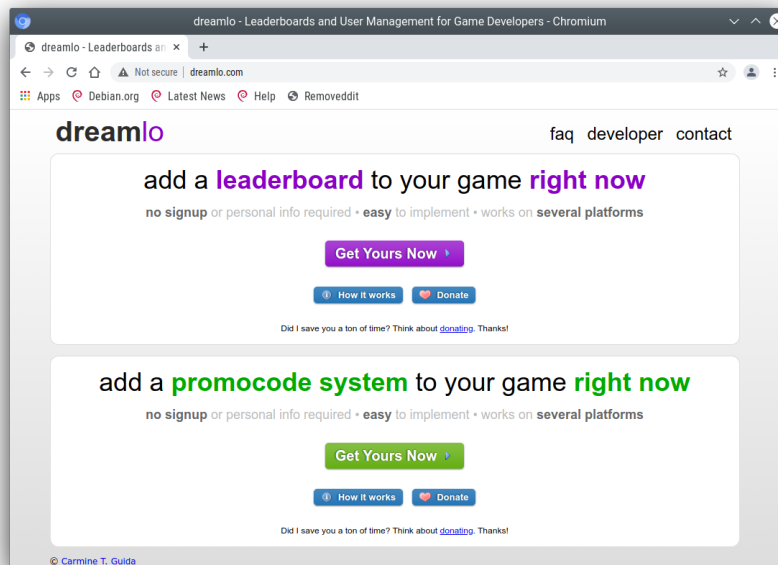 dreamlo - Leaderboards and User Management for Game Developers - Chromium
dreamlo - Leaderboards an
Not secure | dreamlo.com
Apps Debian.org Latest News Help Removeddit
dreamlo faq developer contact
add a leaderboard to your game right now
no signup or personal info required • easy to implement • works on several platforms
Get Yours Now
How it works Donate
Did I save you a ton of time? Think about donating. Thanks!
add a promocode system to your game right now
no signup or personal info required • easy to implement • works on several platforms
Get Yours Now
How it works Donate
Did I save you a ton of time? Think about donating. Thanks!
© Carmine T. Guida